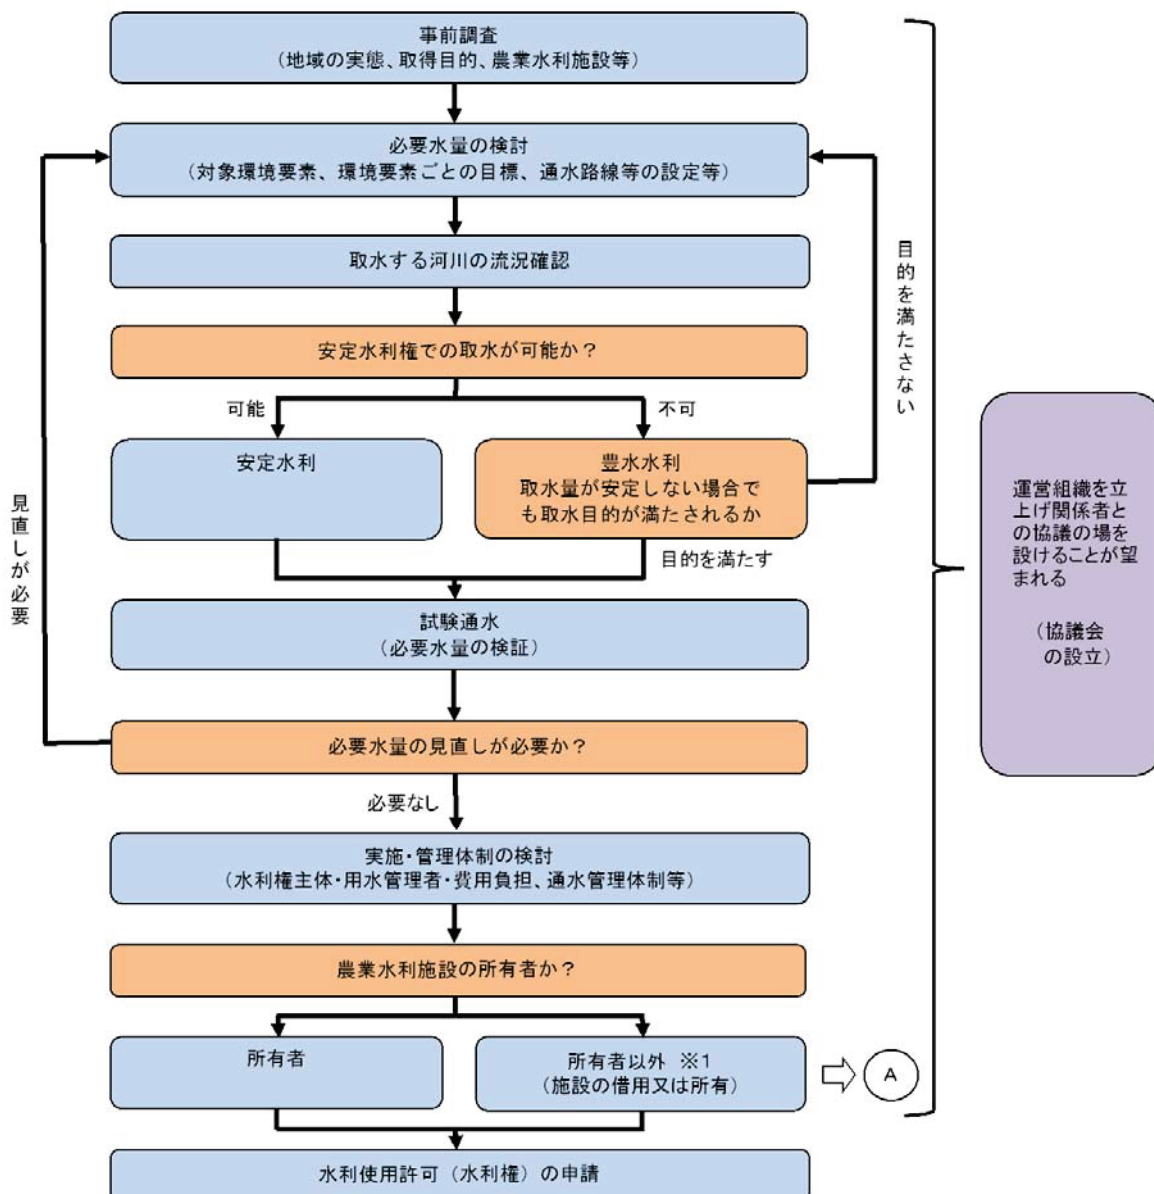 事前調査
(地域の実態、取得目的、農業水利施設等)
必要水量の検討
(対象環境要素、環境要素ごとの目標、通水路線等の設定等)
取水する河川の流況確認
安定水利権での取水が可能か？
可能
不可
安定水利
豊水水利
取水量が安定しない場合で
も取水目的が満たされるか
目的を満たさない
目的を満たす
試験通水
(必要水量の検証)
必要水量の見直しが必要か？
見直しが必要
必要なし
実施・管理体制の検討
(水利権主体・用水管理者・費用負担、通水管理体制等)
農業水利施設の所有者か？
所有者
所有者以外 ※1
(施設の借用又は所有)
A
水利使用許可（水利権）の申請
運営組織を立
上げ関係者と
の協議の場を
設けることが望
まれる
（協議会
の設立）